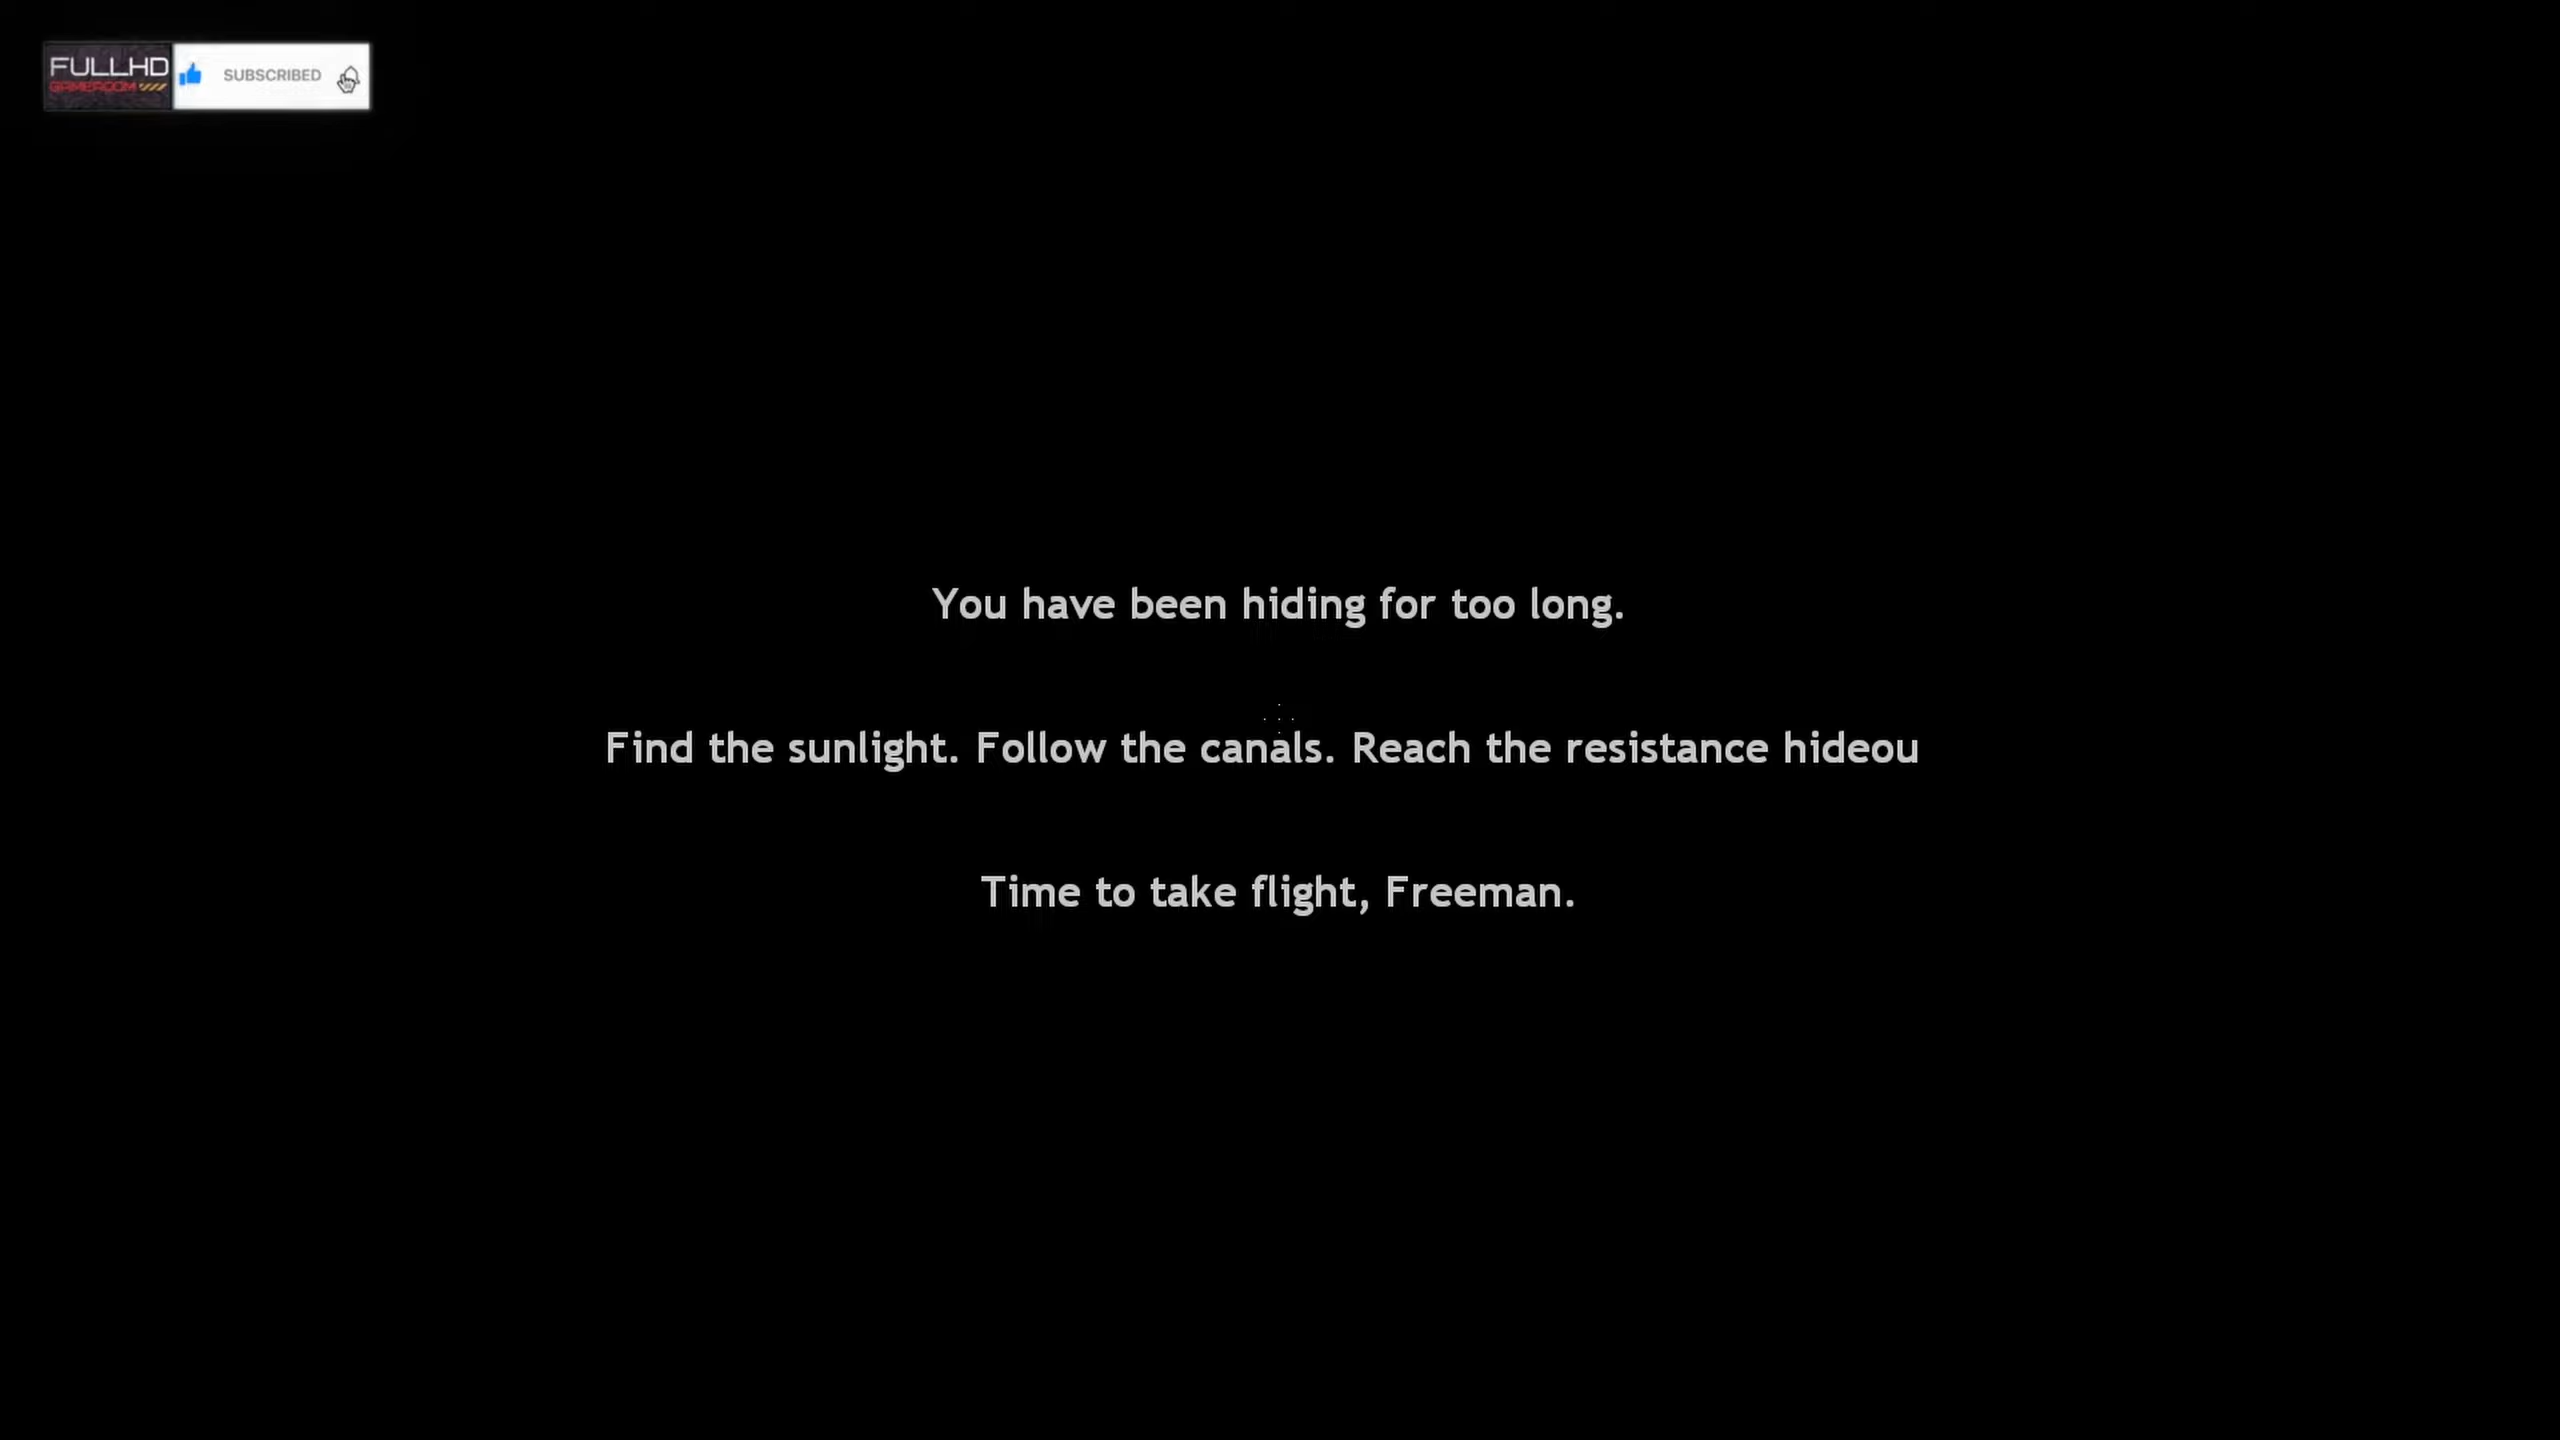 FULLHD
GAMEROOM
SUBSCRIBED
You have been hiding for too long.
Find the sunlight. Follow the canals. Reach the resistance hideou
Time to take flight, Freeman.